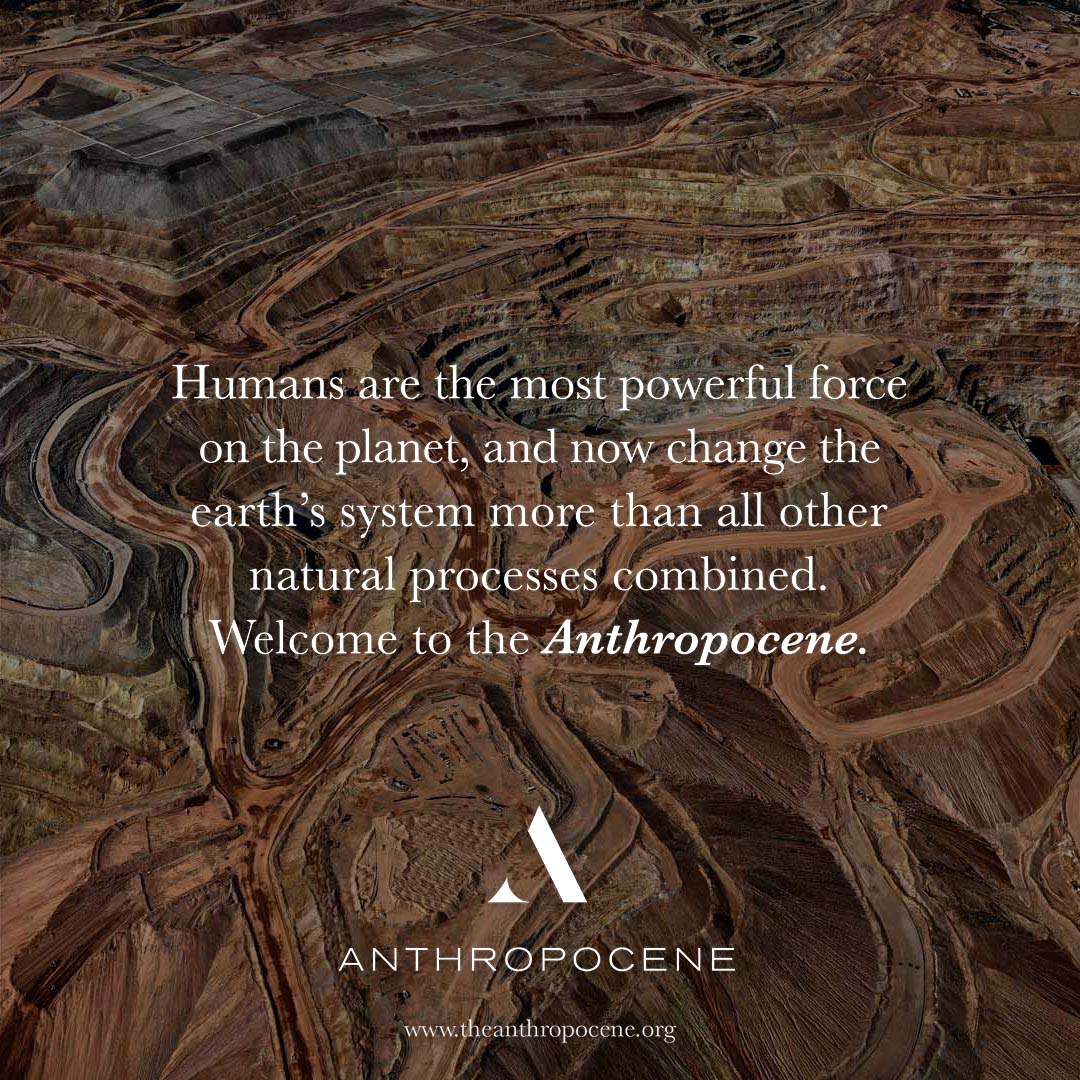 Humans are the most powerful force
on the planet, and now change the
earth’s system more than all other
natural processes combined.
Welcome to the Anthropocene.
A
ANTHROPOCENE
www.theanthropocene.org